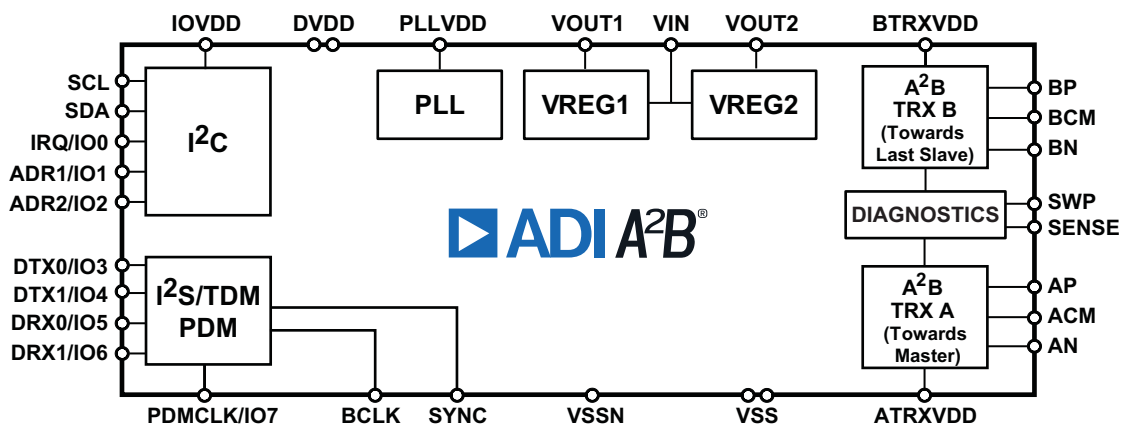 IOVDD
DVDD
PLLVDD
VOUT1
VIN
VOUT2
BTRXVDD
SCL
SDA
IRQ/IO0
ADR1/IO1
ADR2/IO2
I2C
PLL
VREG1
VREG2
A2B
TRX B
(Towards
Last Slave)
BP
BCM
BN
DIAGNOSTICS
SWP
SENSE
ADI A2B®
DTX0/IO3
DTX1/IO4
DRX0/IO5
DRX1/IO6
I2S/TDM
PDM
A2B
TRX A
(Towards
Master)
AP
ACM
AN
PDMCLK/IO7
BCLK
SYNC
VSSN
VSS
ATRXVDD